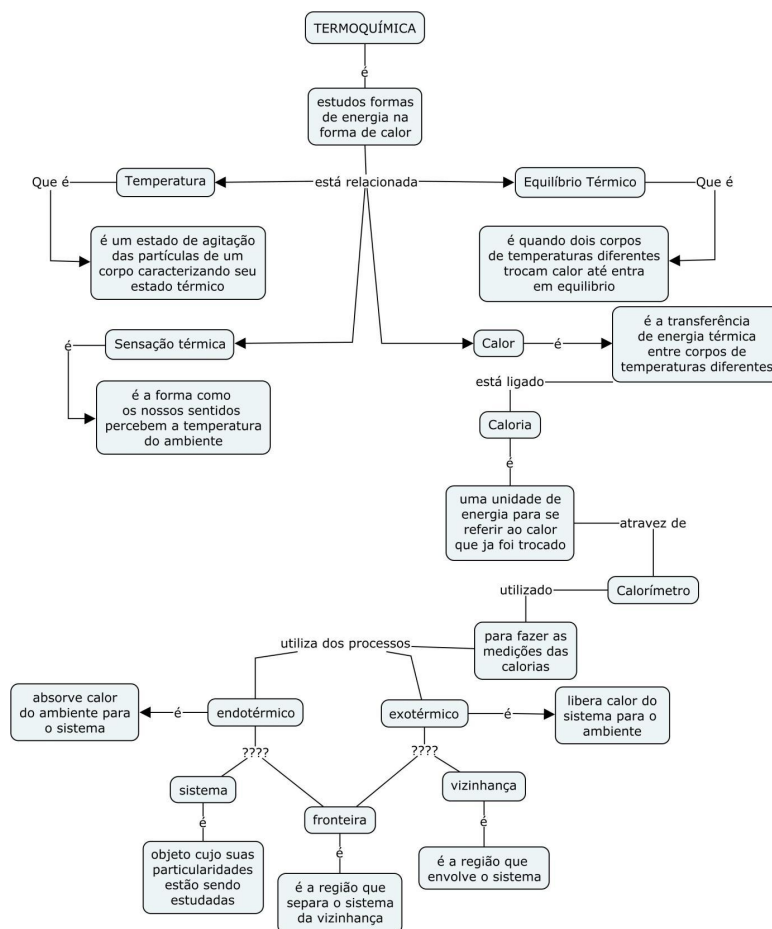 TERMOQUÍMICA
é
estudos formas
de energia na
forma de calor
Que é
Temperatura
está relacionada
Equilíbrio Térmico
Que é
é um estado de agitação
das partículas de um
corpo caracterizando seu
estado térmico
é quando dois corpos
de temperaturas diferentes
trocam calor até entra
em equilibrio
é
Sensação térmica
Calor
é
é a transferência
de energia térmica
entre corpos de
temperaturas diferentes
é a forma como
os nossos sentidos
percebem a temperatura
do ambiente
está ligado
Caloria
é
uma unidade de
energia para se
referir ao calor
que ja foi trocado
atravez de
Calorímetro
utilizado
para fazer as
medições das
calorias
utiliza dos processos
absorve calor
do ambiente para
o sistema
é
endotérmico
exotérmico
é
libera calor do
sistema para o
ambiente
????
????
sistema
fronteira
vizinhança
é
é
é
objeto cujo suas
particularidades
estão sendo
estudadas
é a região que
separa o sistema
da vizinhança
é a região que
envolve o sistema